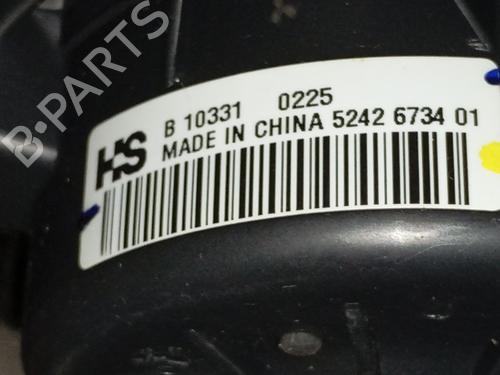 B-PARTS
B 10331 0225
HS MADE IN CHINA 5242 6734 01